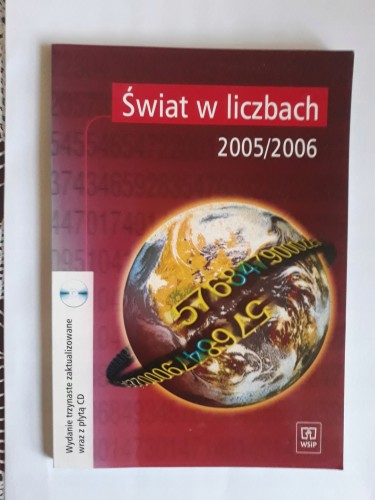 Świat w liczbach
2005/2006
Wydanie trzynaste zaktualizowane
wraz z płytą CD
WSiP